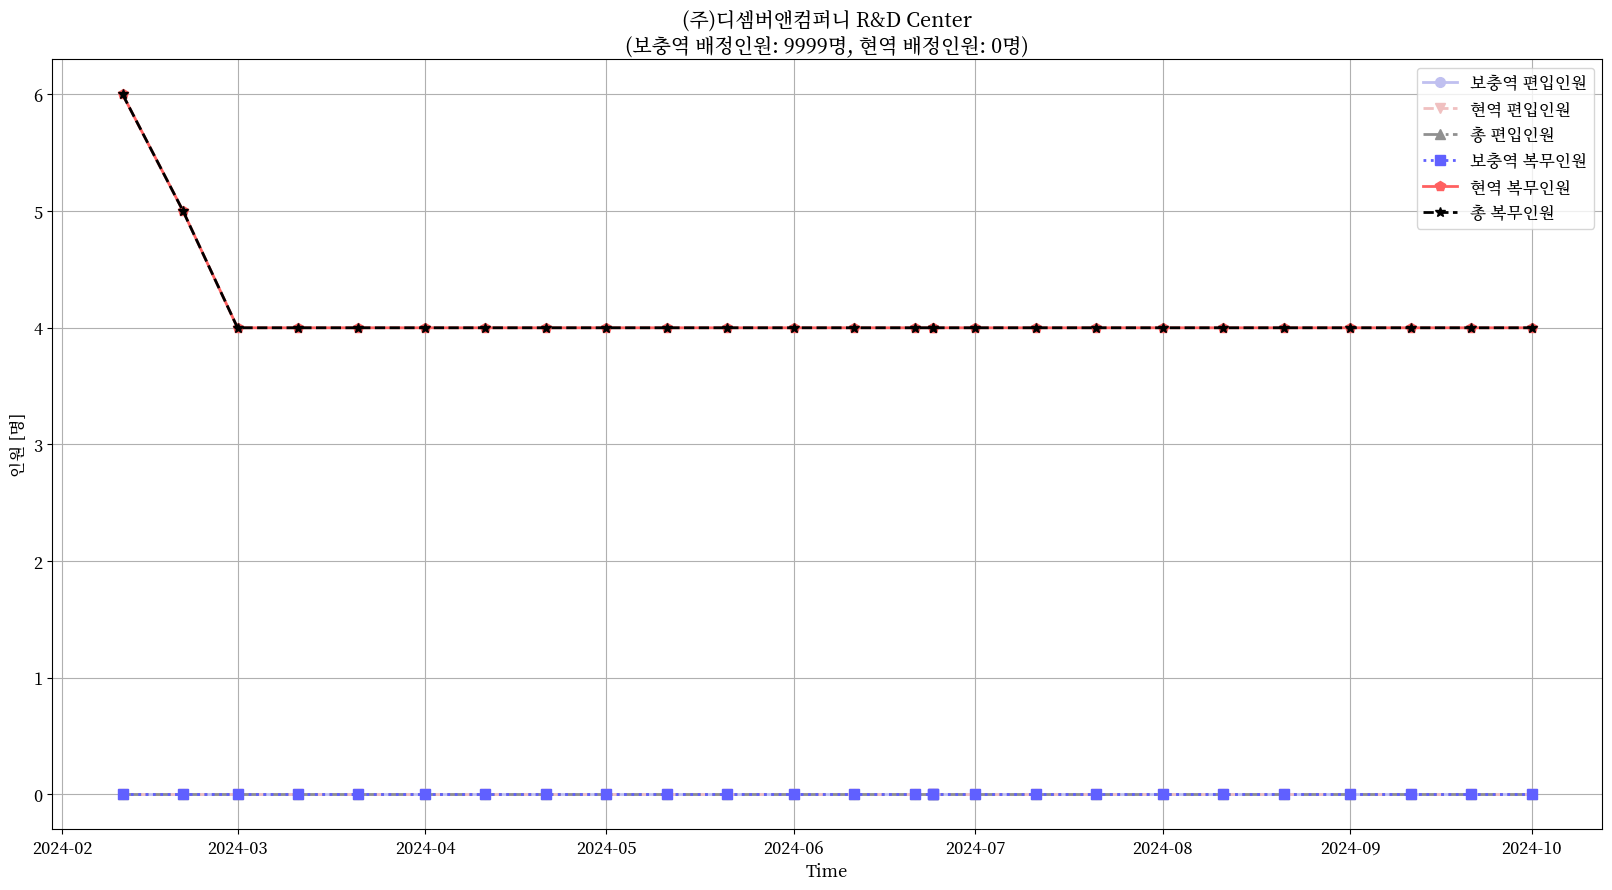 (주)디셈버앤컴퍼니 R&D Center
(보충역 배정인원: 9999명, 현역 배정인원: 0명)
보충역 편입인원
현역 편입인원
총 편입인원
보충역 복무인원
현역 복무인원
총 복무인원
인원 [명]
6
5
4
3
2
1
0
2024-02
2024-03
2024-04
2024-05
2024-06
2024-07
2024-08
2024-09
2024-10
Time